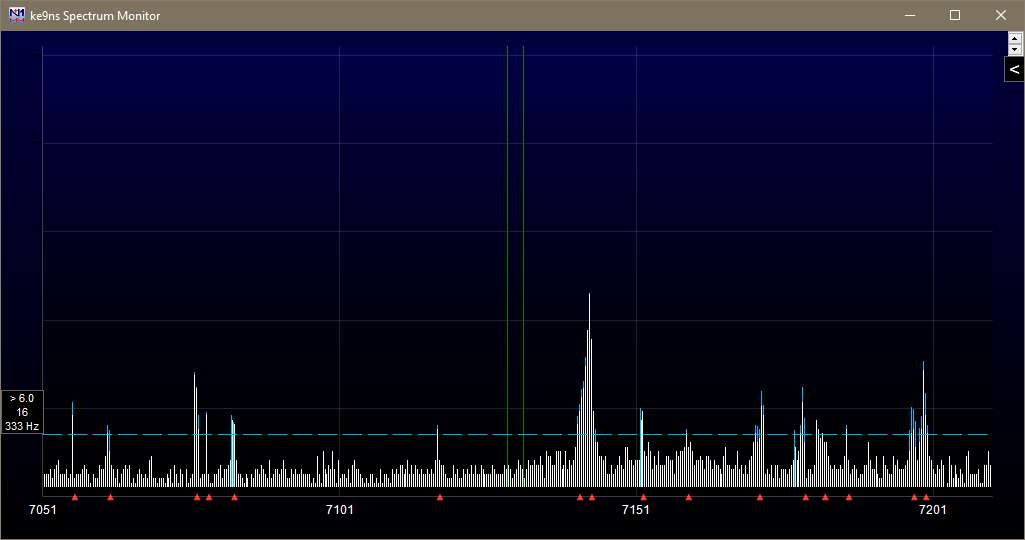 ke9ns Spectrum Monitor
<
> 6.0
16
333 Hz
7051 7101 7151 7201